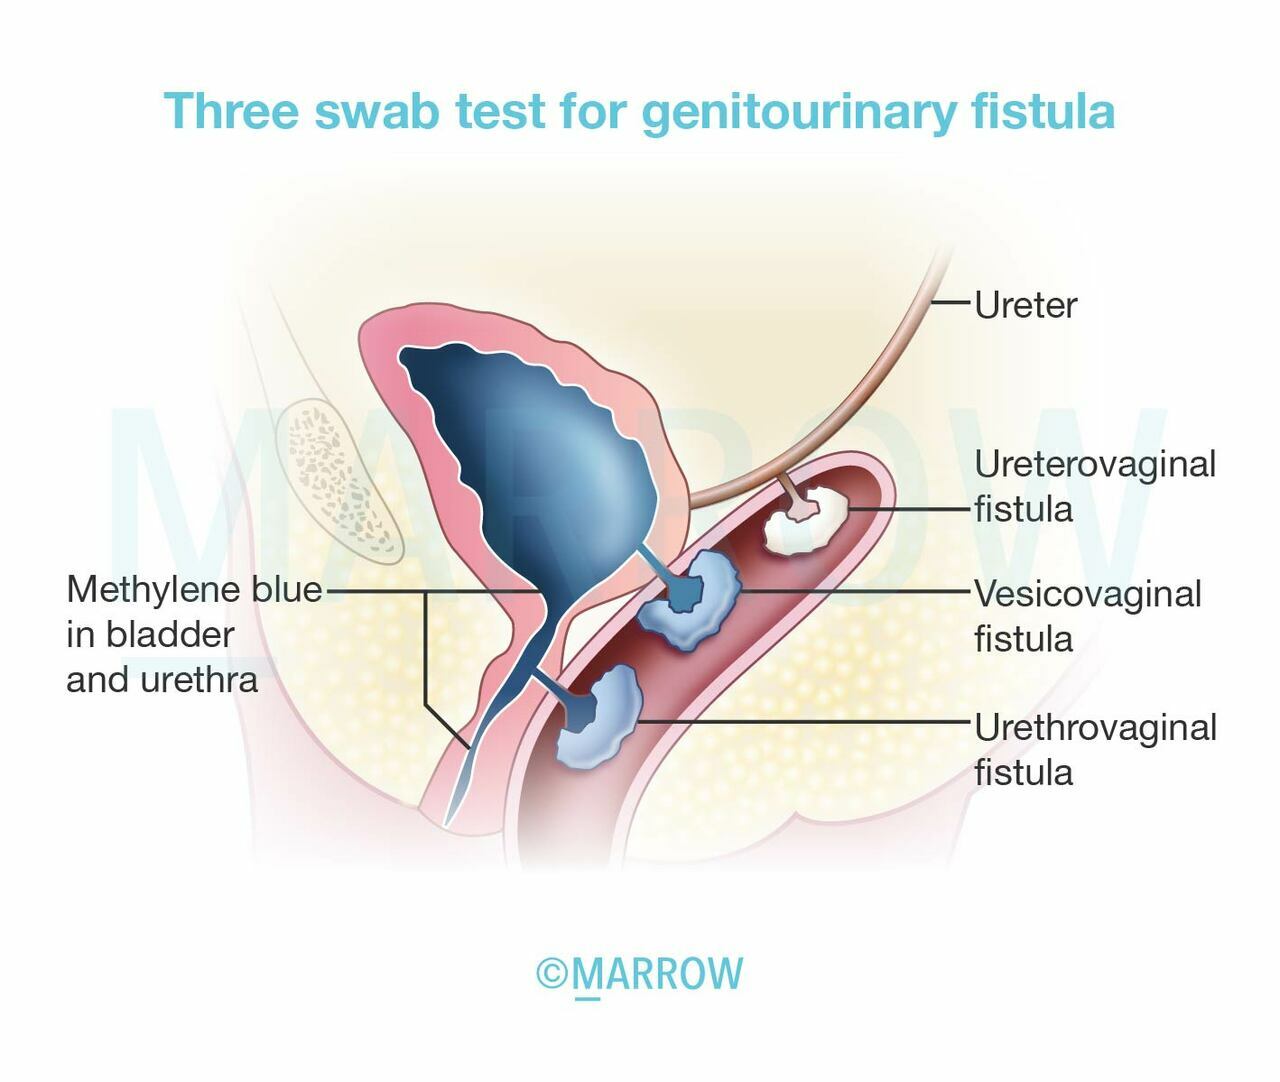 Three swab test for genitourinary fistula
Ureter
Ureterovaginal
fistula
Methylene blue
in bladder
and urethra
Vesicovaginal
fistula
Urethrovaginal
fistula
MARROW
©MARROW